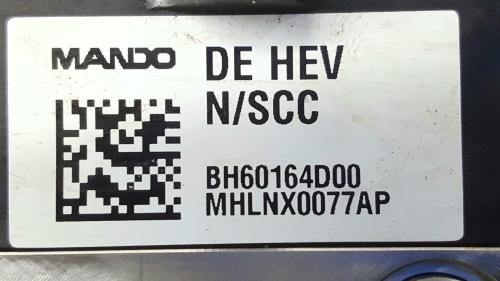 MANDO
DE HEV
N/SCC
BH60164D00
MHLNX0077AP